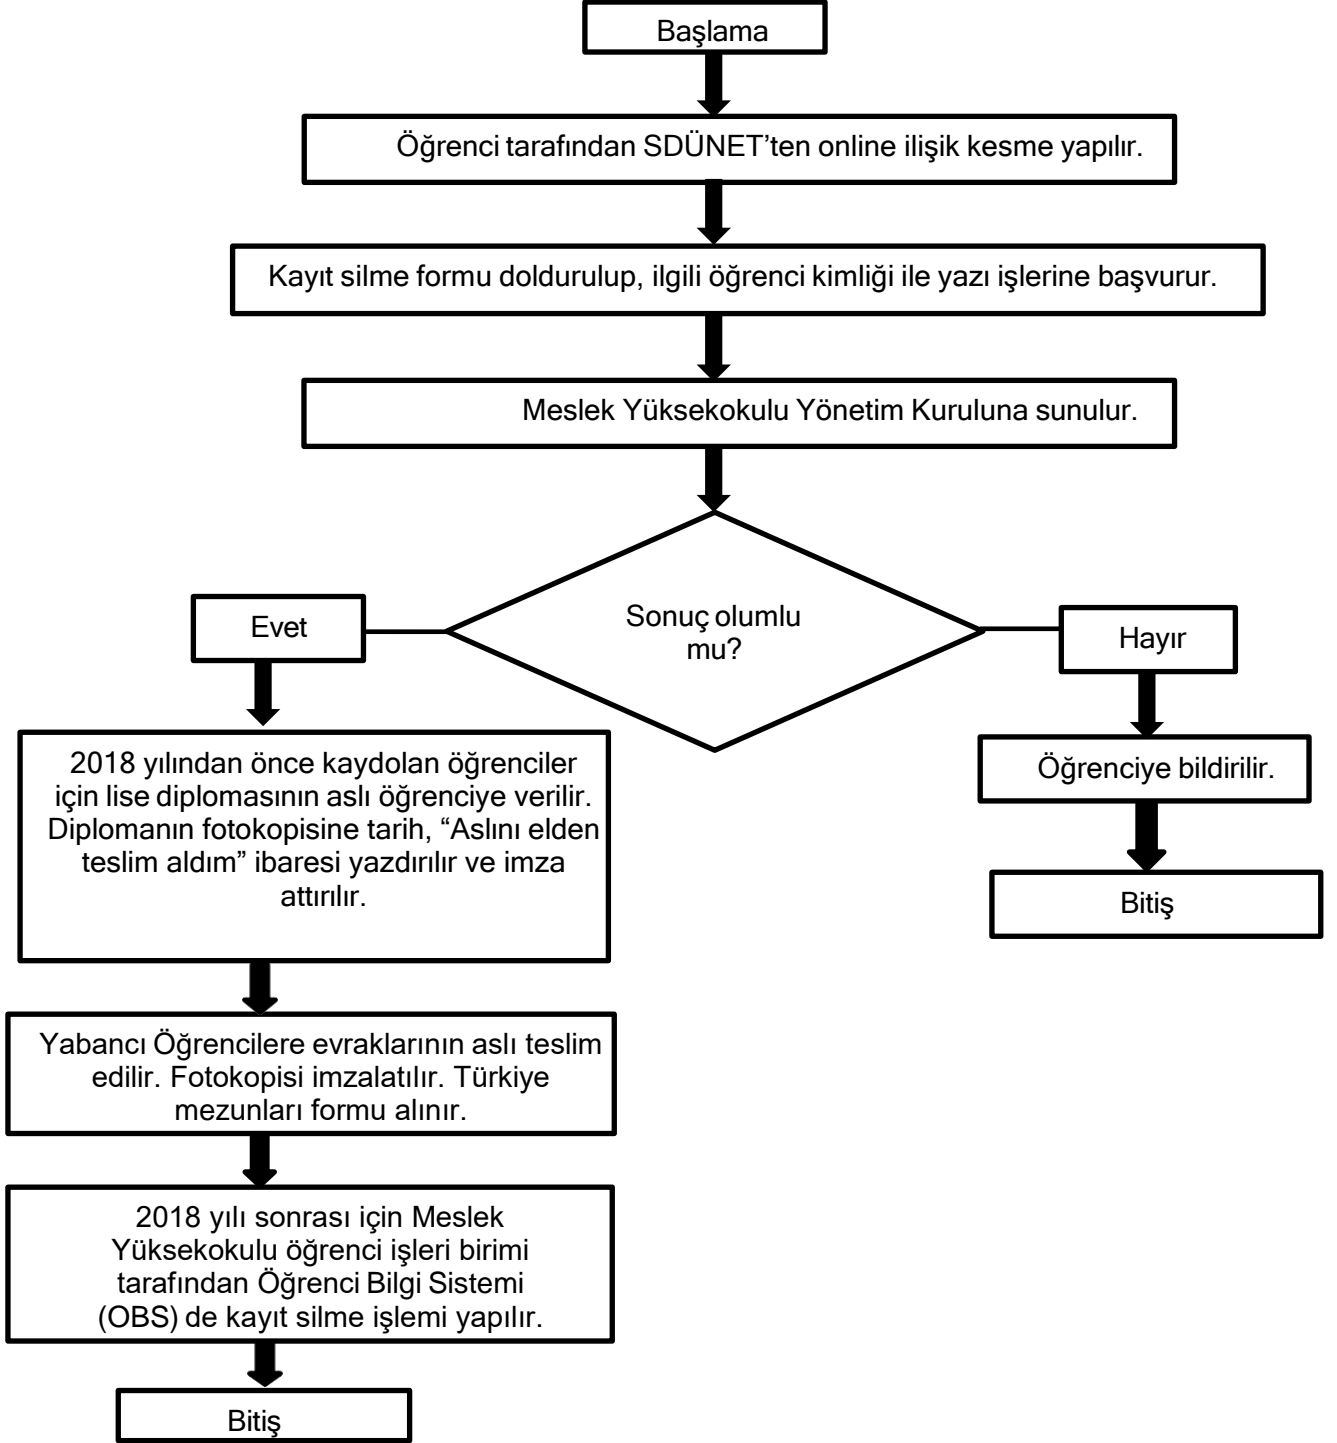 Başlama
Öğrenci tarafından SDÜNET’ten online ilişik kesme yapılır.
Kayıt silme formu doldurulup, ilgili öğrenci kimliği ile yazı işlerine başvurur.
Meslek Yüksekokulu Yönetim Kuruluna sunulur.
Sonuç olumlu
mu?
Evet
Hayır
2018 yılından önce kaydolan öğrenciler
için lise diplomasının aslı öğrenciye verilir.
Diplomanın fotokopisine tarih, “Aslını elden
teslim aldım” ibaresi yazdırılır ve imza
attırılır.
Öğrenciye bildirilir.
Bitiş
Yabancı Öğrencilere evraklarının aslı teslim
edilir. Fotokopisi imzalatılır. Türkiye
mezunları formu alınır.
2018 yılı sonrası için Meslek
Yüksekokulu öğrenci işleri birimi
tarafından Öğrenci Bilgi Sistemi
(OBS) de kayıt silme işlemi yapılır.
Bitiş